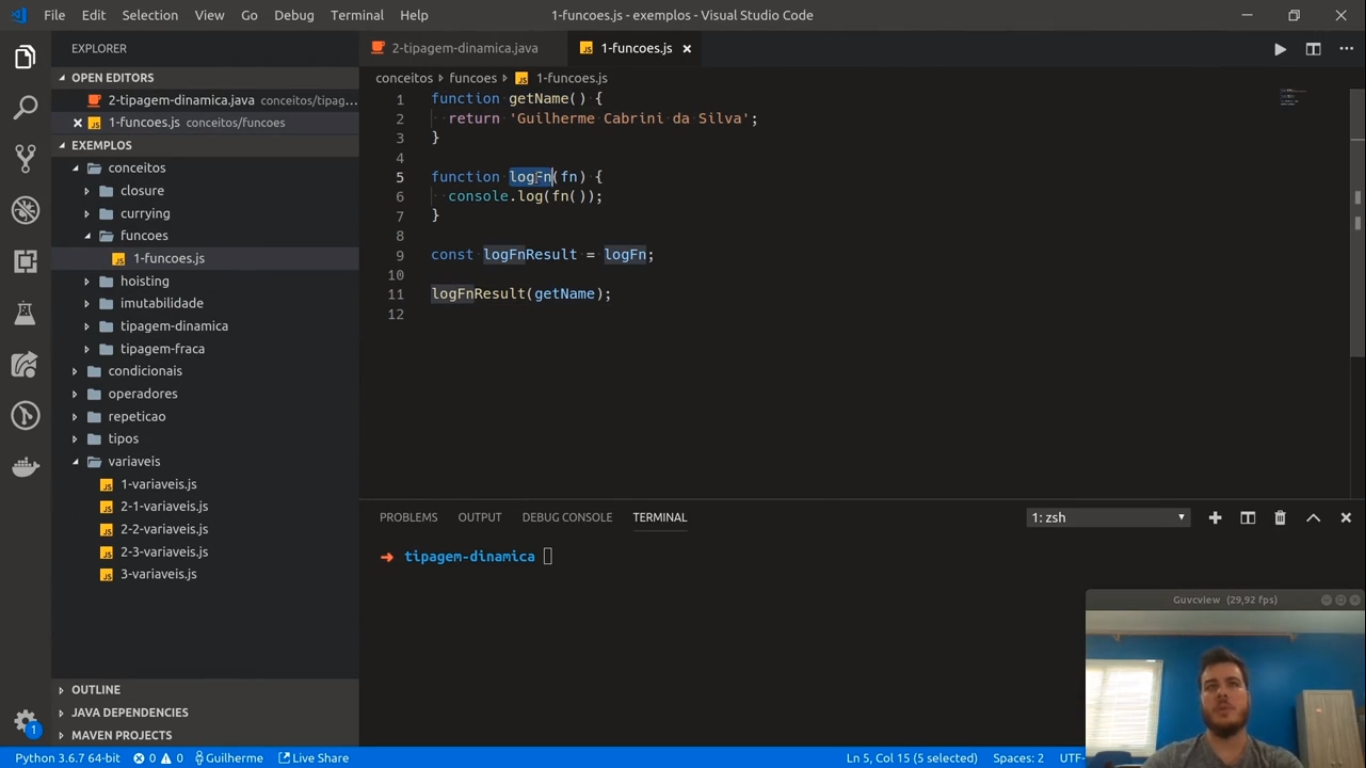 File Edit Selection View Go Debug Terminal Help 1-funcoes.js - exemplos - Visual Studio Code
EXPLORER
OPEN EDITORS
2-tipagem-dinamica.java conceitos/tipag...
1-funcoes.js conceitos/funcoes
EXEMPLOS
conceitos
closure
currying
funcoes
1-funcoes.js
hoisting
imutabilidade
tipagem-dinamica
tipagem-fraca
condicionais
operadores
repeticao
tipos
variaveis
1-variaveis.js
2-1-variaveis.js
2-2-variaveis.js
2-3-variaveis.js
3-variaveis.js
OUTLINE
JAVA DEPENDENCIES
MAVEN PROJECTS
2-tipagem-dinamica.java 1-funcoes.js
conceitos funcoes 1-funcoes.js
1 function getName() {
2 return 'Guilherme Cabrini da Silva';
3 }
4
5 function logFn(fn) {
6 console.log(fn());
7 }
8
9 const logFnResult = logFn;
10
11 logFnResult(getName);
12
PROBLEMS OUTPUT DEBUG CONSOLE TERMINAL 1: zsh
tipagem-dinamica
Guvcview (29,92 fps)
1
Python 3.6.7 64-bit 0 0 Guilherme Live Share Ln 5, Col 15 (5 selected) Spaces: 2 UTF-